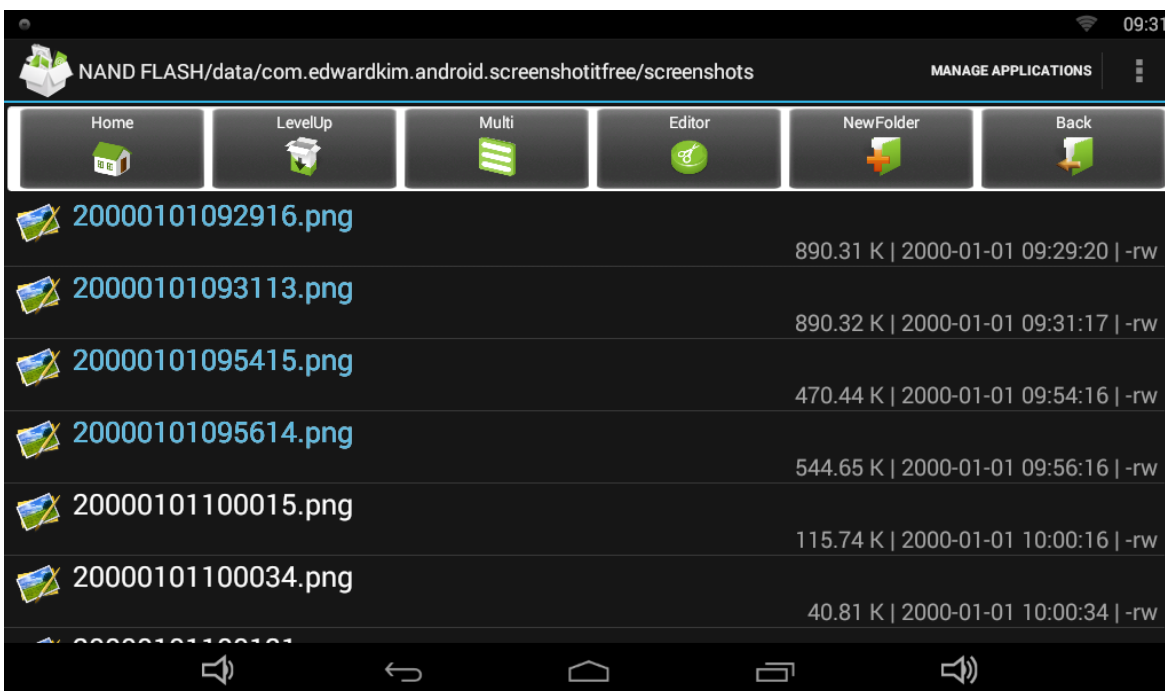 09:31
NAND FLASH/data/com.edwardkim.android.screenshotitfree/screenshots
MANAGE APPLICATIONS
Home LevelUp Multi Editor NewFolder Back
20000101092916.png
890.31 K | 2000-01-01 09:29:20 | -rw
20000101093113.png
890.32 K | 2000-01-01 09:31:17 | -rw
20000101095415.png
470.44 K | 2000-01-01 09:54:16 | -rw
20000101095614.png
544.65 K | 2000-01-01 09:56:16 | -rw
20000101100015.png
115.74 K | 2000-01-01 10:00:16 | -rw
20000101100034.png
40.81 K | 2000-01-01 10:00:34 | -rw